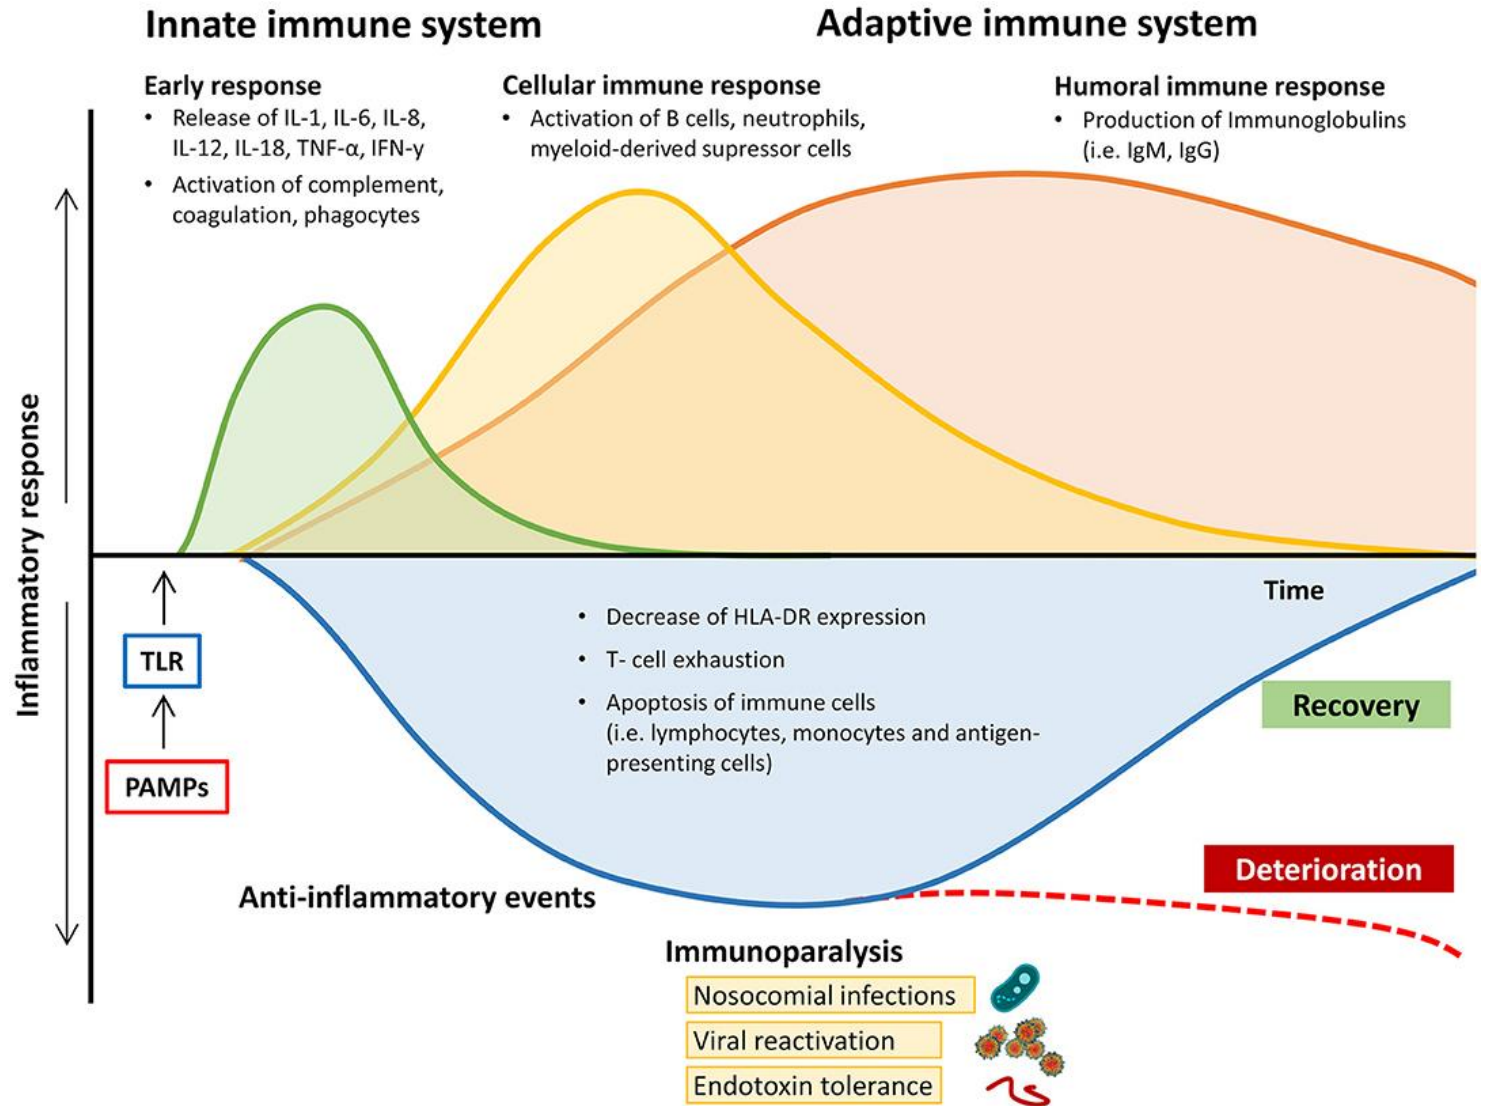 Innate immune system
Adaptive immune system
Early response
• Release of IL-1, IL-6, IL-8,
IL-12, IL-18, TNF-α, IFN-y
• Activation of complement,
coagulation, phagocytes
Cellular immune response
• Activation of B cells, neutrophils,
myeloid-derived supressor cells
Humoral immune response
• Production of Immunoglobulins
(i.e. IgM, IgG)
Inflammatory response
Time
TLR
PAMPs
• Decrease of HLA-DR expression
• T- cell exhaustion
• Apoptosis of immune cells
(i.e. lymphocytes, monocytes and antigen-
presenting cells)
Recovery
Deterioration
Anti-inflammatory events
Immunoparalysis
Nosocomial infections
Viral reactivation
Endotoxin tolerance